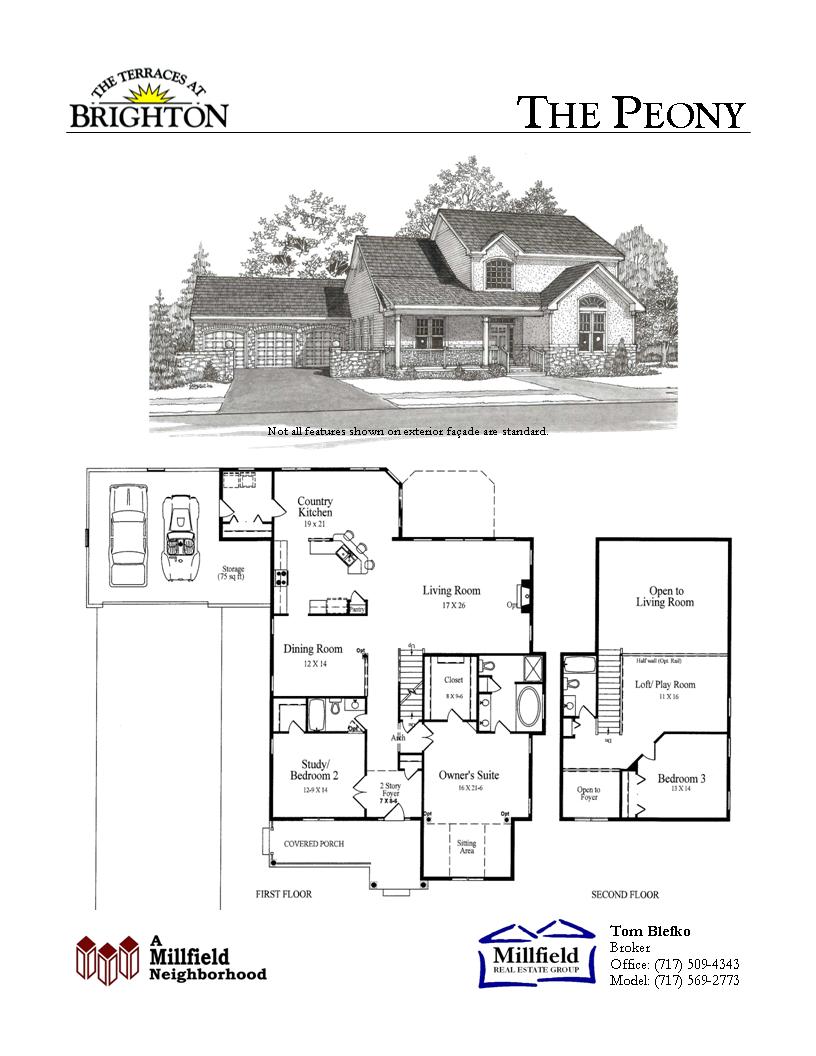 THE TERRACES AT
BRIGHTON
THE PEONY
Not all features shown on exterior façade are standard.
Country
Kitchen
19 x 21
Storage
(75 sq ft)
Pantry
Living Room
17 X 26
Opt
Dining Room
12 X 14
Opt
Up
Closet
8 X 9-6
Dn
Arch
Opt
Study/
Bedroom 2
12-9 X 14
2 Story
Foyer
7 X 8-6
Owner's Suite
16 X 21-6
Opt
Opt
Sitting
Area
COVERED PORCH
FIRST FLOOR
Open to
Living Room
Half wall (Opt. Rail)
Loft/ Play Room
11 X 16
Dn
Bedroom 3
13 X 14
Open to
Foyer
SECOND FLOOR
A
Millfield
Neighborhood
Millfield
REAL ESTATE GROUP
Tom Blefko
Broker
Office: (717) 509-4343
Model: (717) 569-2773